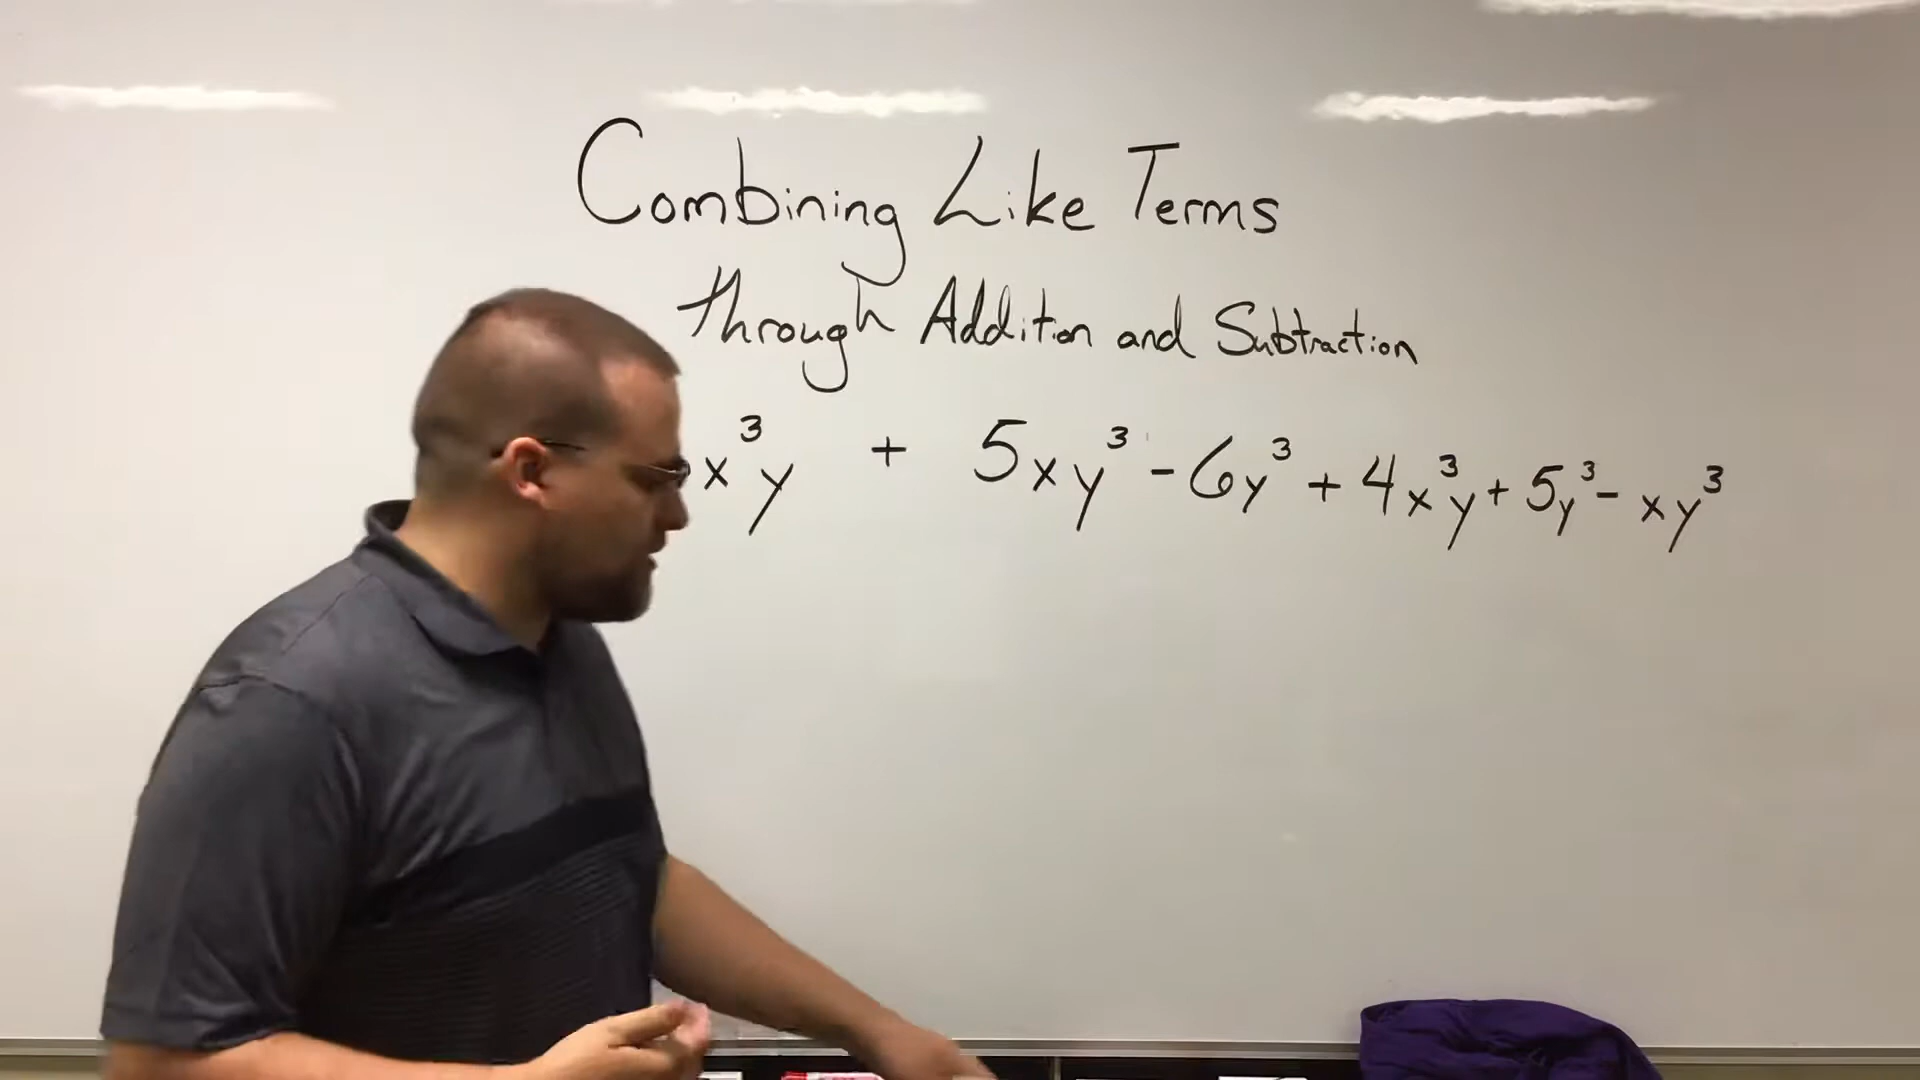 Combining Like Terms
through Addition and Subtraction
x³y + 5xy³ - 6y³ + 4x³y + 5y³ - xy³